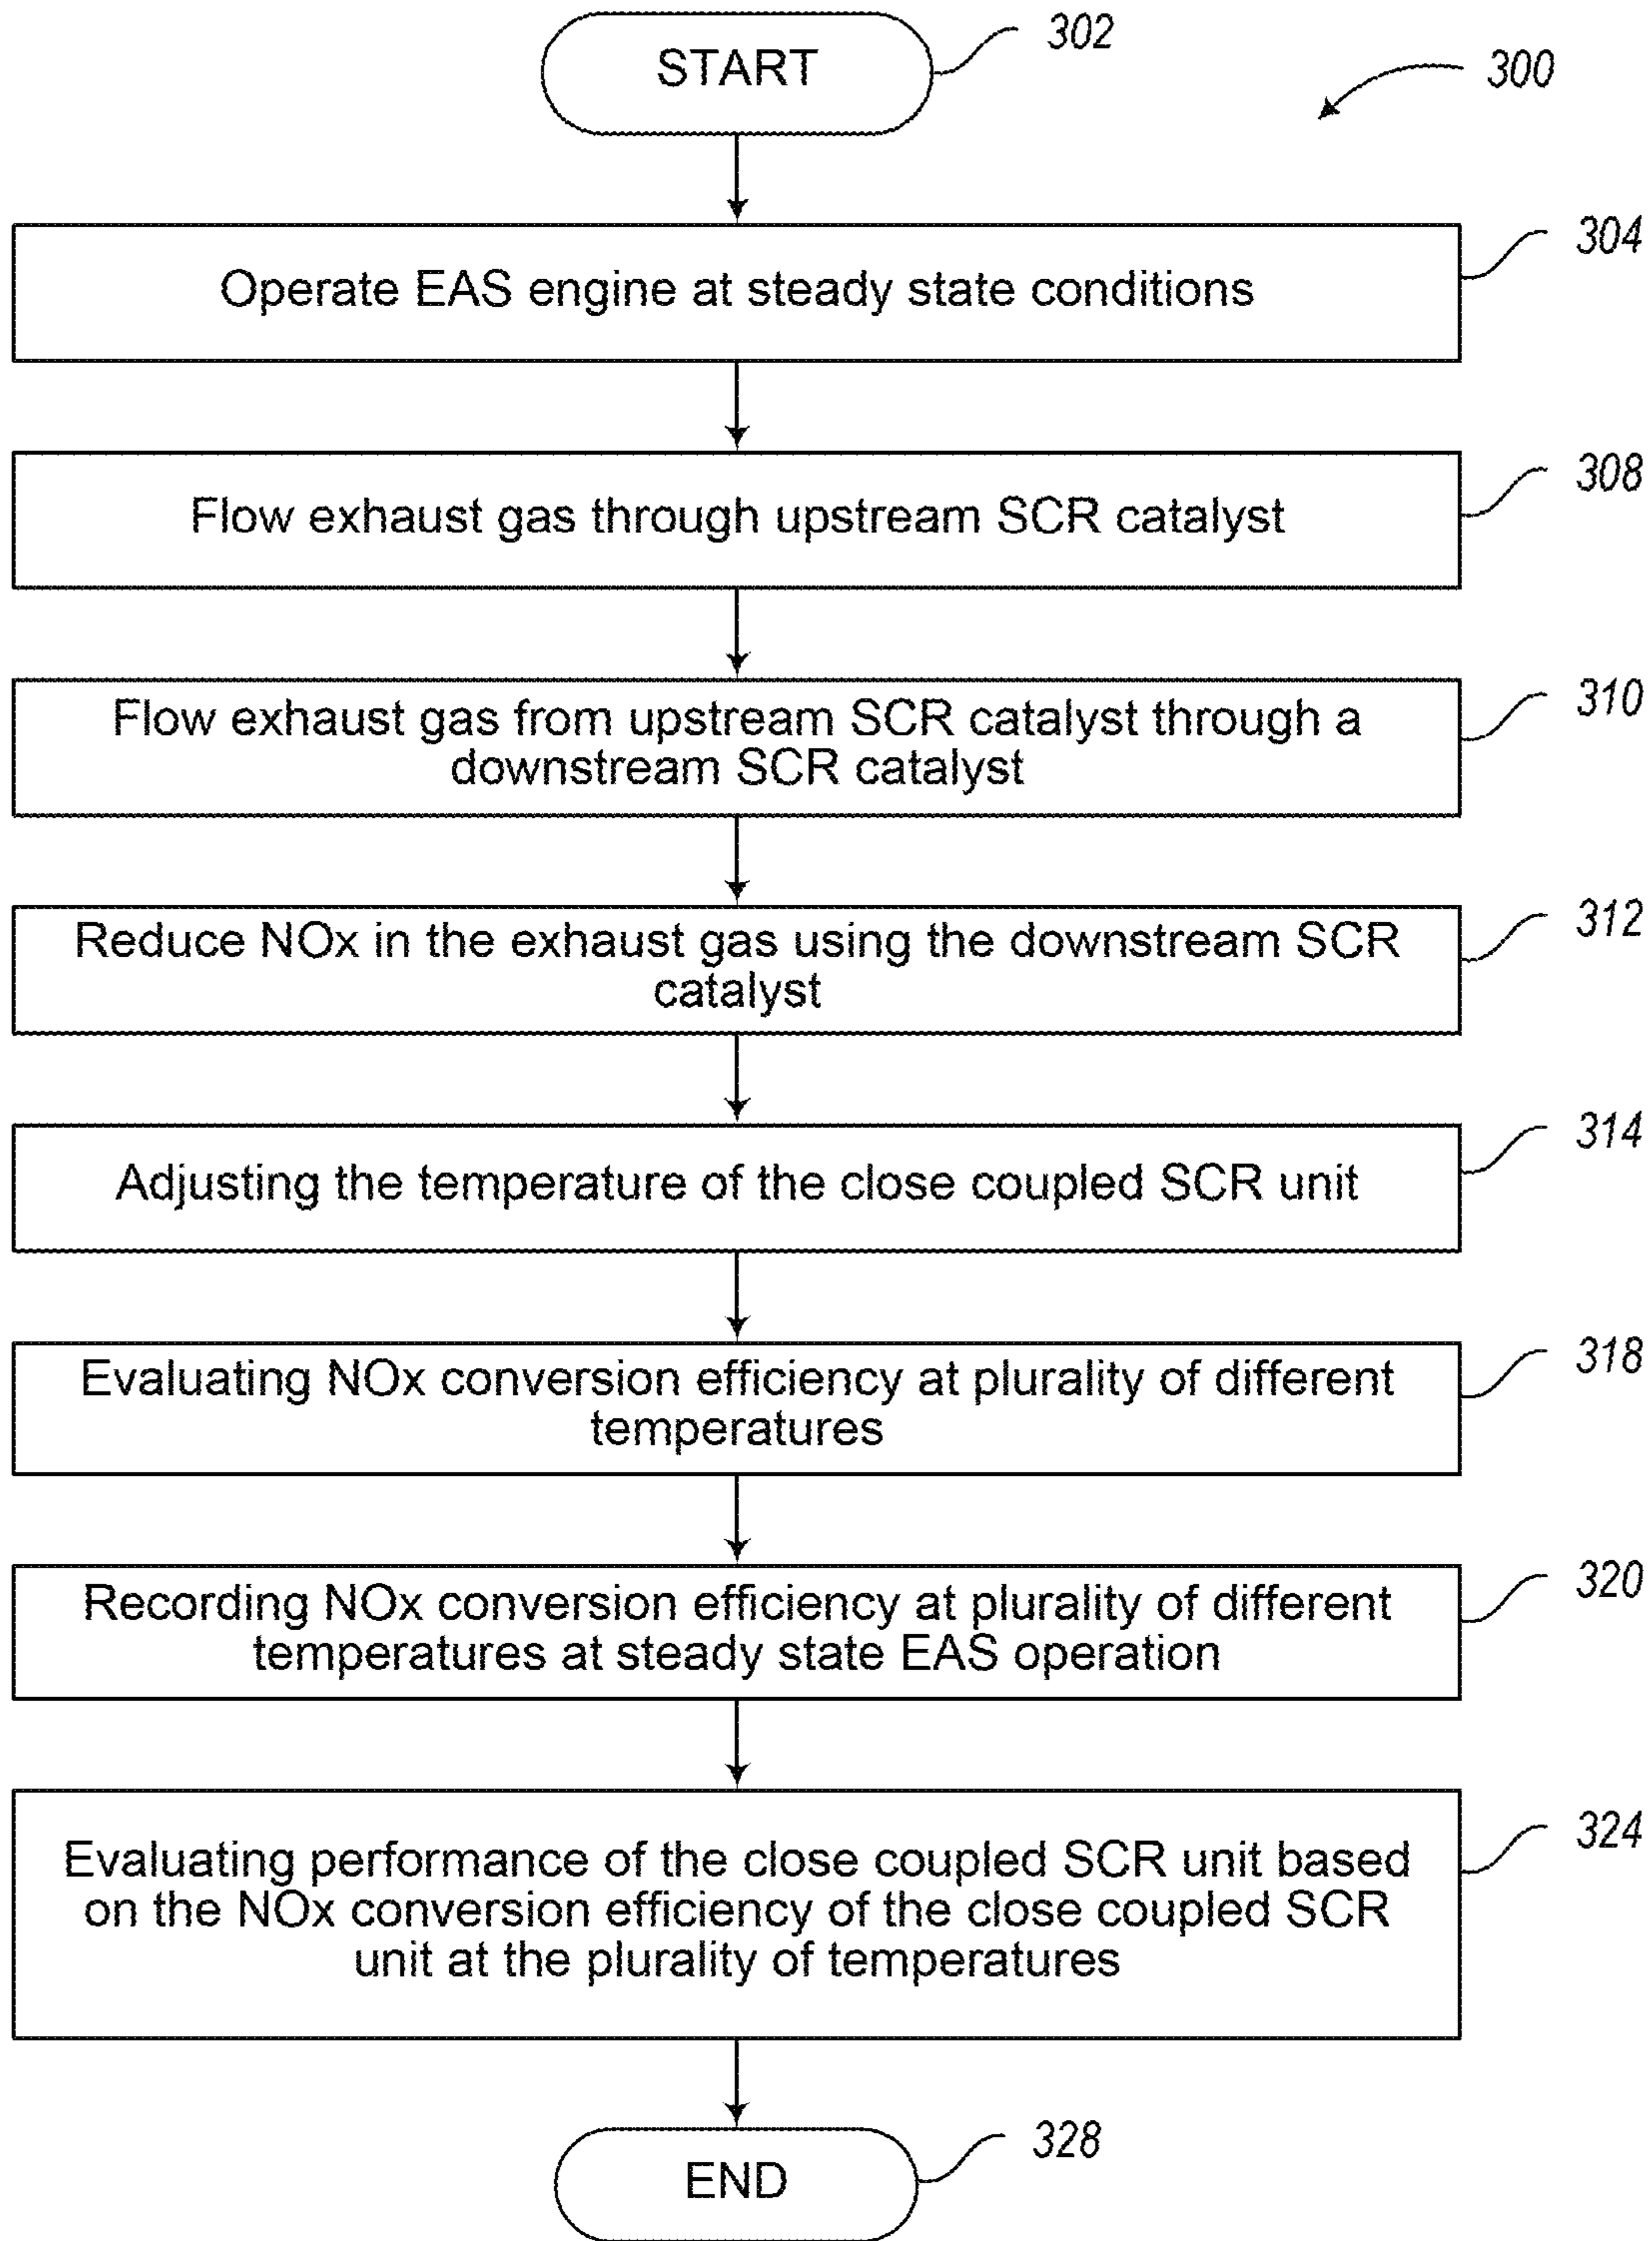 START
302
300
Operate EAS engine at steady state conditions
304
Flow exhaust gas through upstream SCR catalyst
308
Flow exhaust gas from upstream SCR catalyst through a
downstream SCR catalyst
310
Reduce NOx in the exhaust gas using the downstream SCR
catalyst
312
Adjusting the temperature of the close coupled SCR unit
314
Evaluating NOx conversion efficiency at plurality of different
temperatures
318
Recording NOx conversion efficiency at plurality of different
temperatures at steady state EAS operation
320
Evaluating performance of the close coupled SCR unit based
on the NOx conversion efficiency of the close coupled SCR
unit at the plurality of temperatures
324
END
328